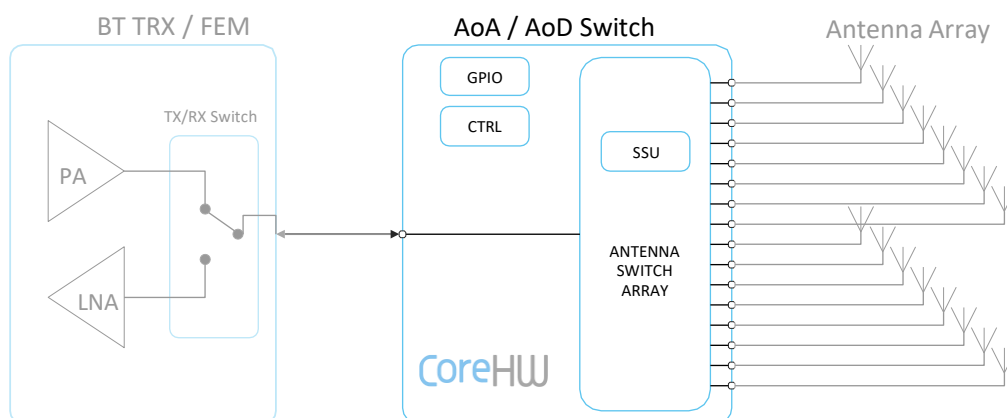 BT TRX / FEM
AoA / AoD Switch
Antenna Array
GPIO
TX/RX Switch
CTRL
SSU
PA
ANTENNA
SWITCH
ARRAY
LNA
CoreHW